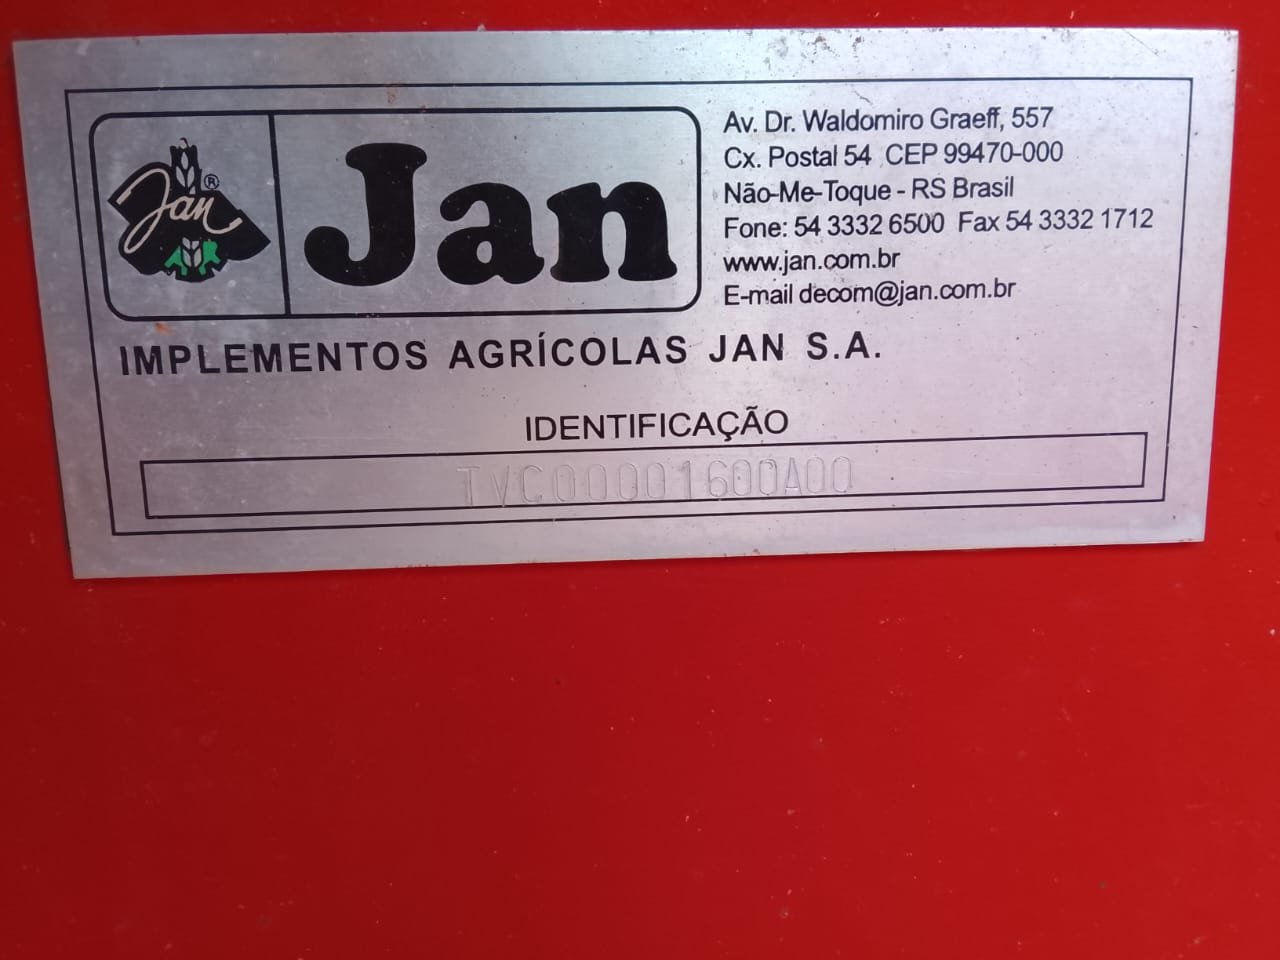 Jan ®
Jan
Av. Dr. Waldomiro Graeff, 557
Cx. Postal 54 CEP 99470-000
Não-Me-Toque - RS Brasil
Fone: 54 3332 6500 Fax 54 3332 1712
www.jan.com.br
E-mail decom@jan.com.br
IMPLEMENTOS AGRÍCOLAS JAN S.A.
IDENTIFICAÇÃO
TVC00001600A00